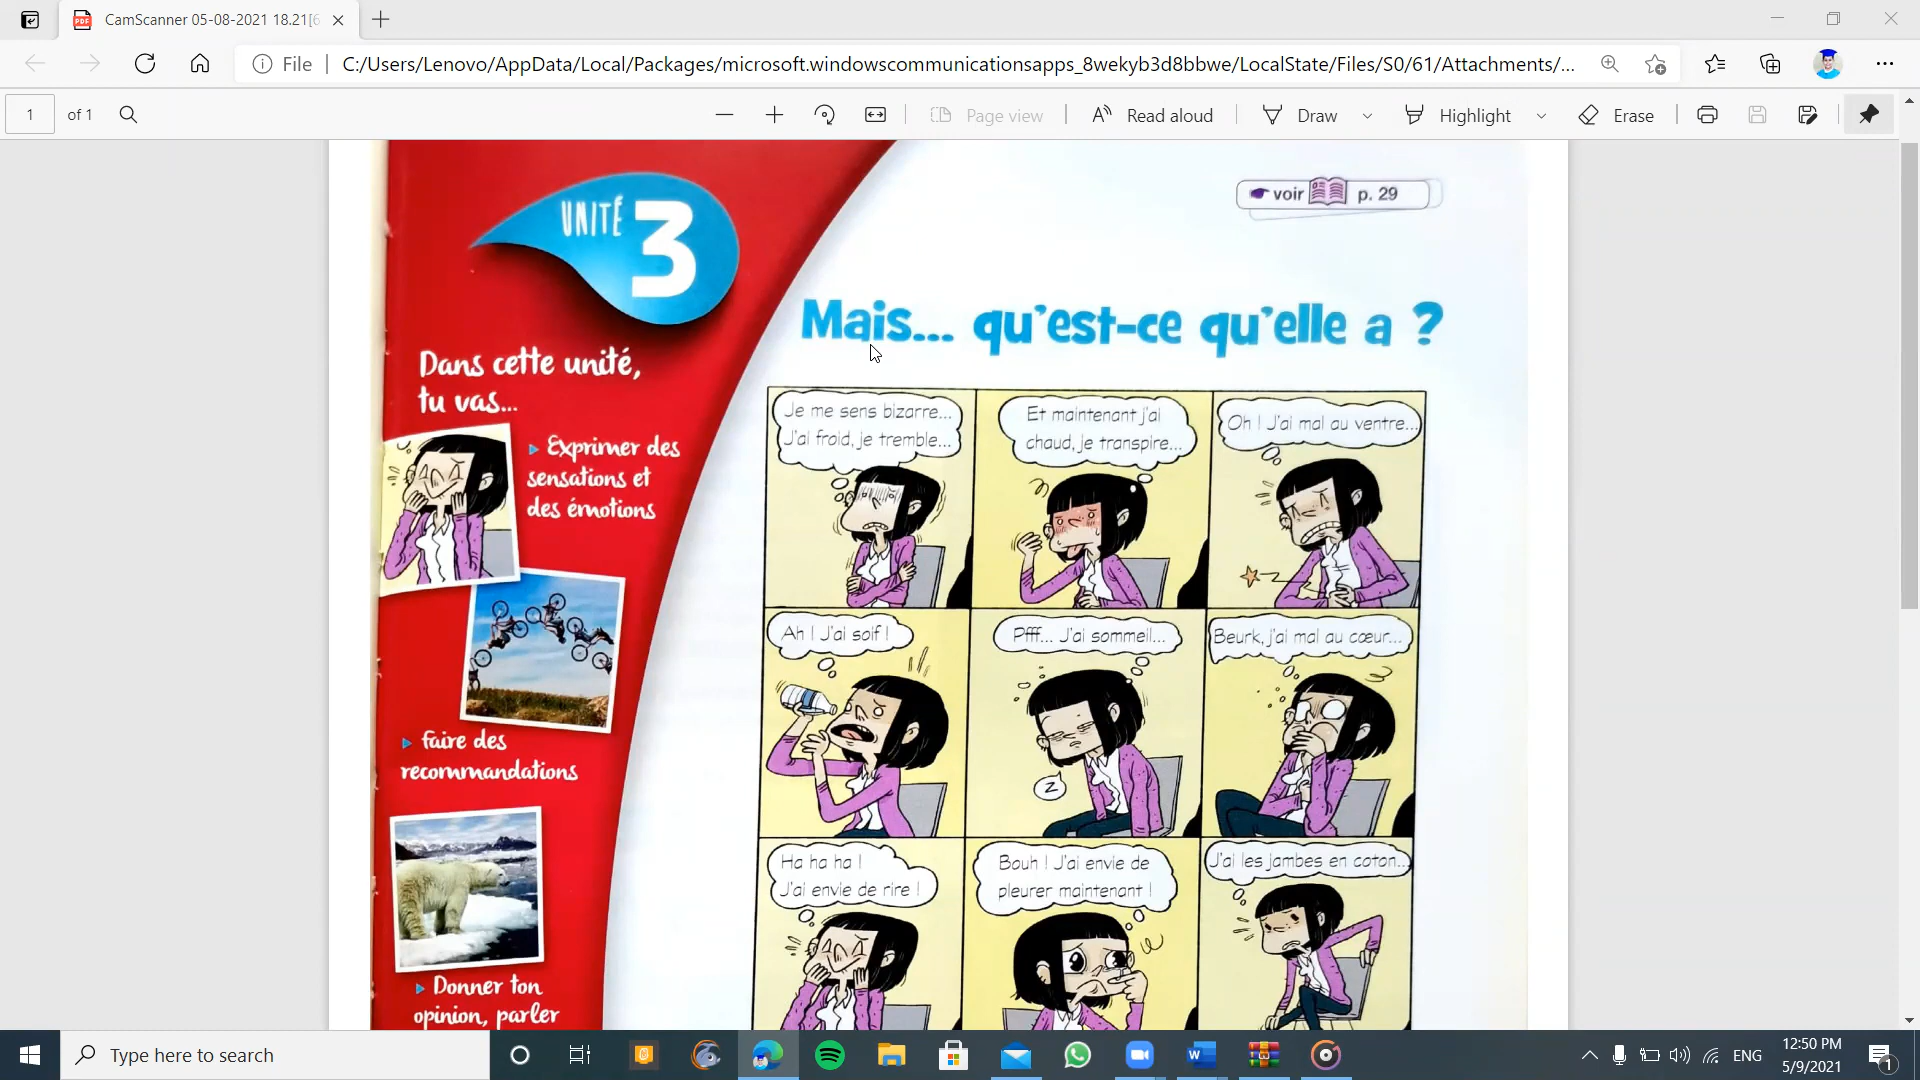 CamScanner 05-08-2021 18.21[6
File
C:/Users/Lenovo/AppData/Local/Packages/microsoft.windowscommunicationsapps_8wekyb3d8bbwe/LocalState/Files/S0/61/Attachments/...
1 of 1
Page view
Read aloud
Draw
Highlight
Erase
voir p. 29
UNITÉ 3
Mais... qu'est-ce qu'elle a ?
Dans cette unité,
tu vas...
Exprimer des
sensations et
des émotions
faire des
recommandations
Donner ton
opinion, parler
Je me sens bizarre...
J'ai froid, je tremble...
Et maintenant j'ai
chaud, je transpire...
Oh ! J'ai mal au ventre...
Ah ! J'ai soif !
Pfff... J'ai sommeil...
Z
Beurk, j'ai mal au cœur...
Ha ha ha !
J'ai envie de rire !
Bouh ! J'ai envie de
pleurer maintenant !
J'ai les jambes en coton...
Type here to search
ENG
12:50 PM
5/9/2021
1